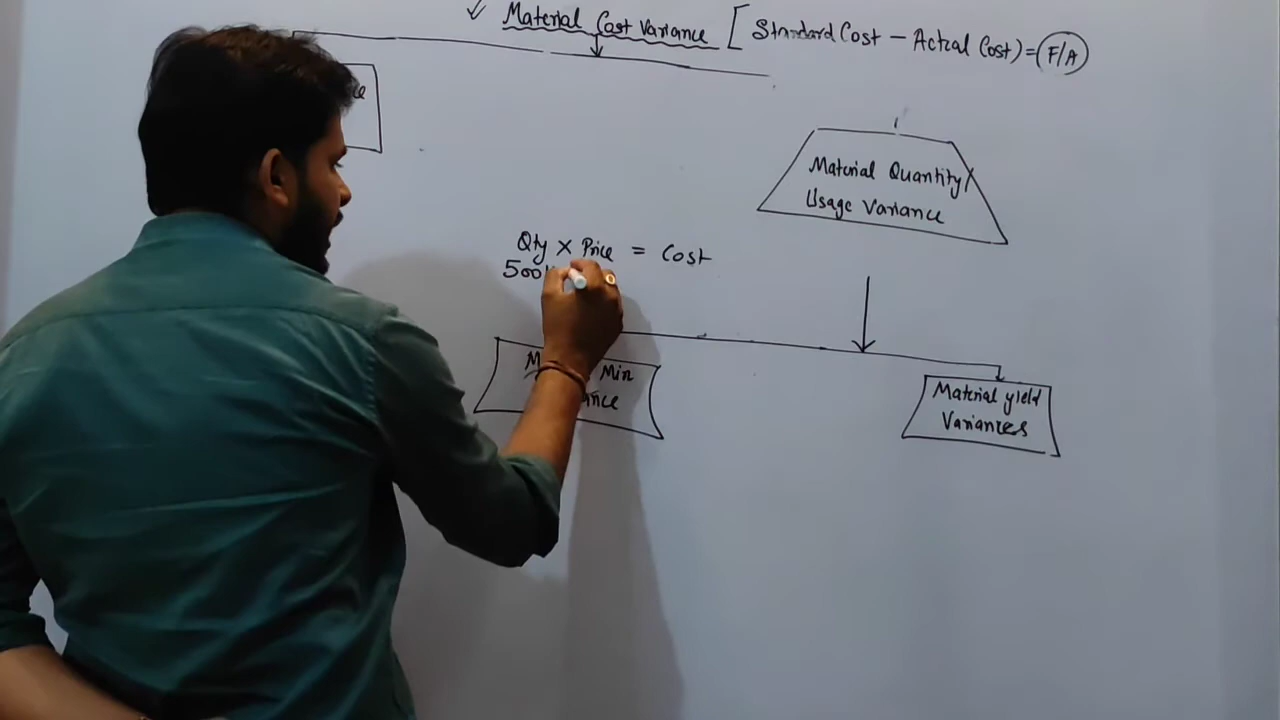 ✓ Material Cost Variance [ Standard Cost - Actual Cost) = (F/A)
Material Quantity/
Usage Variance
Qty × Price = Cost
500
Min
Material yield
Variances